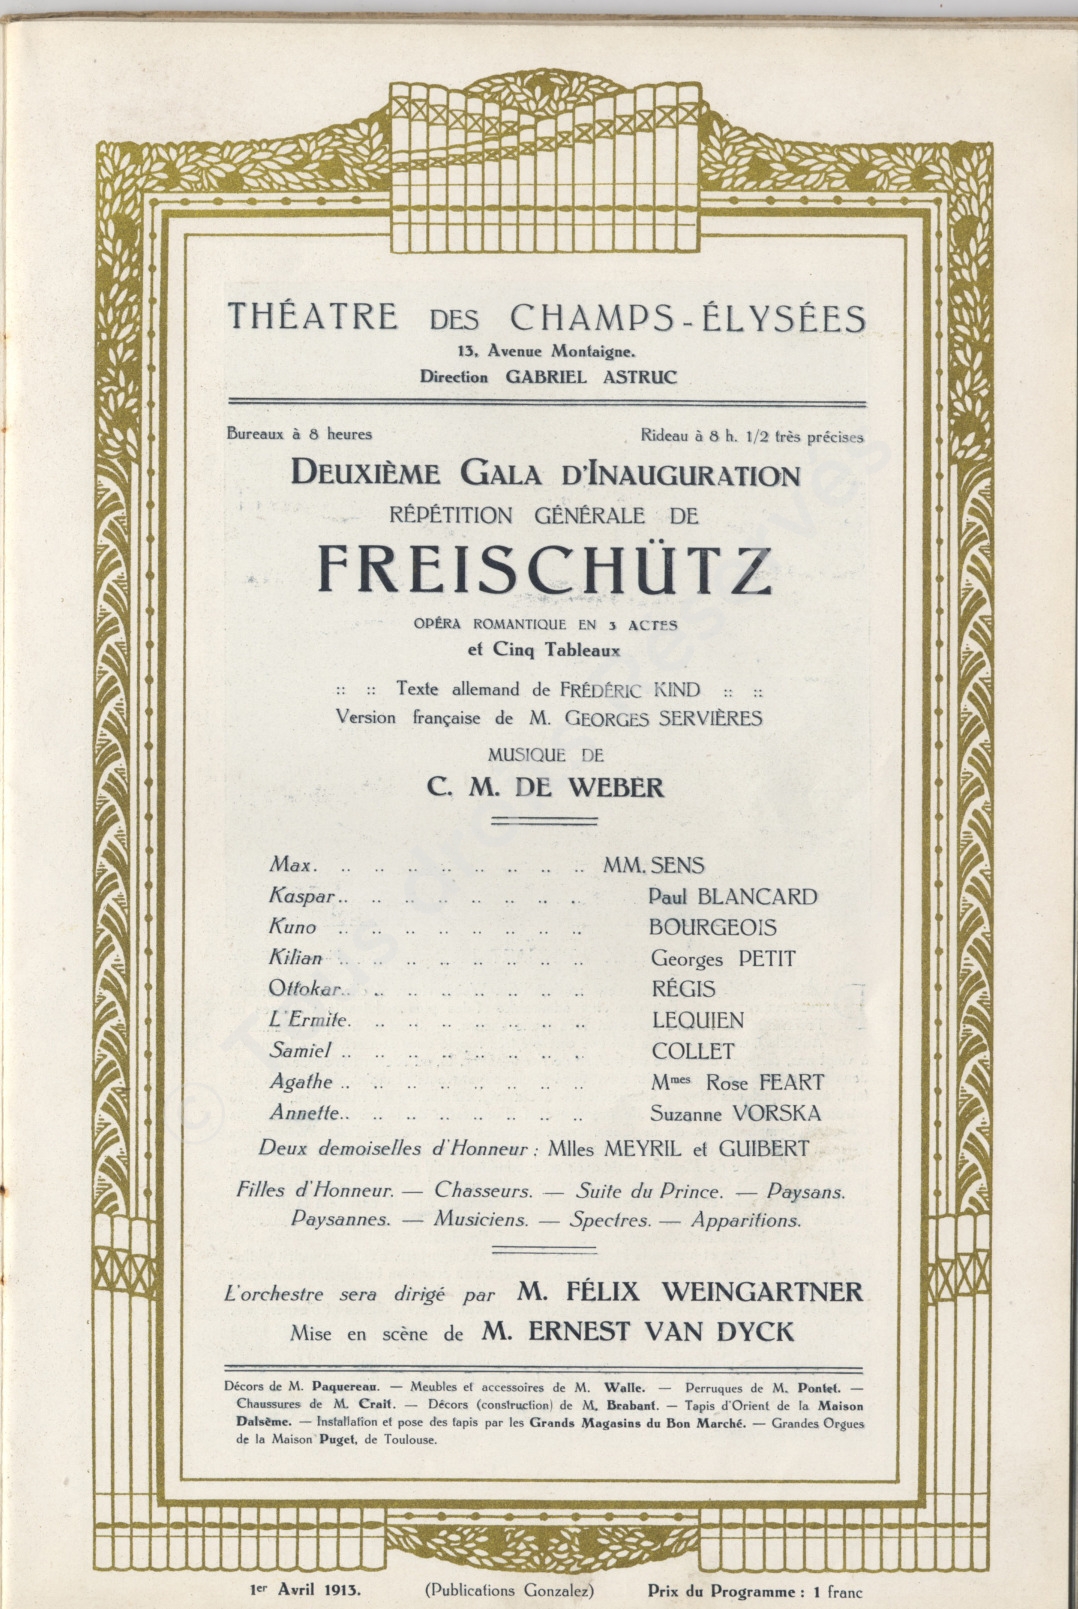 THÉATRE DES CHAMPS-ÉLYSÉES
13, Avenue Montaigne.
Direction GABRIEL ASTRUC
Bureaux à 8 heures Rideau à 8 h. 1/2 très précises
DEUXIÈME GALA D'INAUGURATION
RÉPÉTITION GÉNÉRALE DE
FREISCHÜTZ
OPÉRA ROMANTIQUE EN 3 ACTES
et Cinq Tableaux
:: :: Texte allemand de FRÉDÉRIC KIND :: ::
Version française de M. GEORGES SERVIÈRES
MUSIQUE DE
C. M. DE WEBER
Max. .. .. .. .. .. .. .. .. MM. SENS
Kaspar.. .. .. .. .. .. .. .. Paul BLANCARD
Kuno .. .. .. .. .. .. .. .. BOURGEOIS
Kilian .. .. .. .. .. .. .. .. Georges PETIT
Ottokar.. .. .. .. .. .. .. .. RÉGIS
L'Ermite. .. .. .. .. .. .. .. LEQUIEN
Samiel .. .. .. .. .. .. .. .. COLLET
Agathe .. .. .. .. .. .. .. .. Mmes Rose FEART
Annette.. .. .. .. .. .. .. .. Suzanne VORSKA
Deux demoiselles d'Honneur : Mlles MEYRIL et GUIBERT
Filles d'Honneur. — Chasseurs. — Suite du Prince. — Paysans.
Paysannes. — Musiciens. — Spectres. — Apparitions.
L'orchestre sera dirigé par M. FÉLIX WEINGARTNER
Mise en scène de M. ERNEST VAN DYCK
Décors de M. Paquereau. — Meubles et accessoires de M. Walle. — Perruques de M. Pontet. —
Chaussures de M. Crait. — Décors (construction) de M. Brabant. — Tapis d'Orient de la Maison
Dalsème. — Installation et pose des tapis par les Grands Magasins du Bon Marché. — Grandes Orgues
de la Maison Puget, de Toulouse.
1er Avril 1913. (Publications Gonzalez) Prix du Programme : 1 franc
© Tous droits réservés